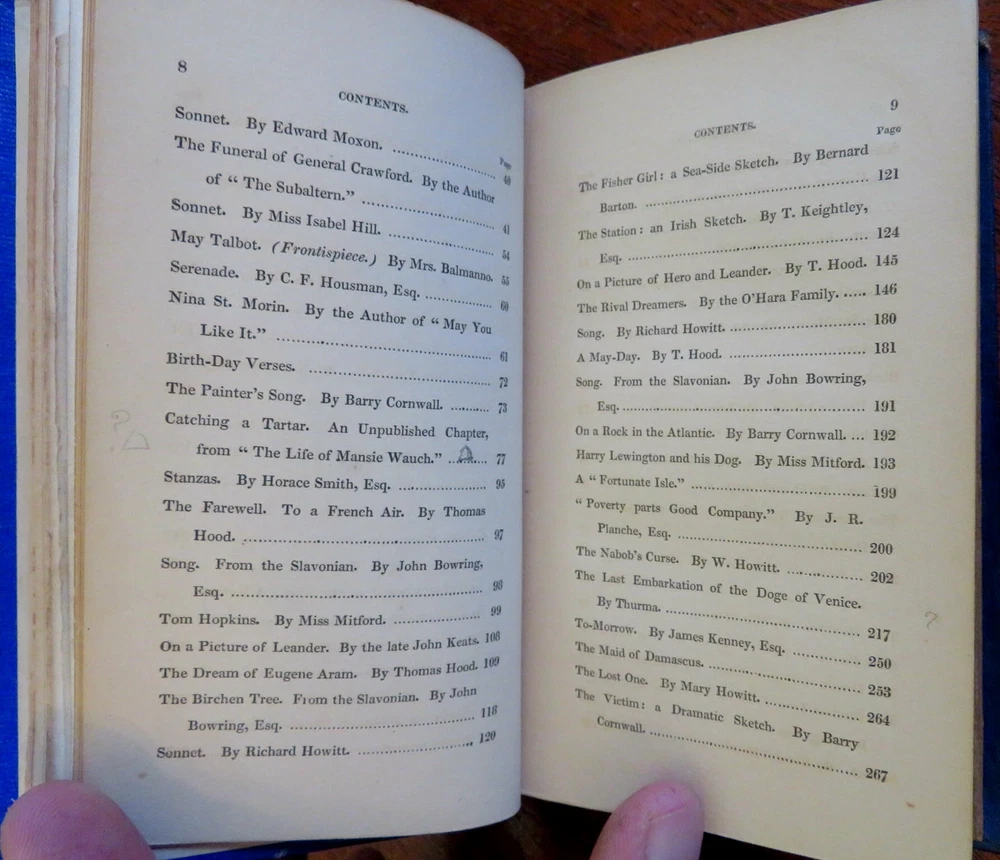 8
CONTENTS.
Page
Sonnet. By Edward Moxon. .......................... 40
The Funeral of General Crawford. By the Author
of “ The Subaltern.” .......................... 41
Sonnet. By Miss Isabel Hill. .................... 54
May Talbot. (Frontispiece.) By Mrs. Balmanno. 55
Serenade. By C. F. Housman, Esq. ............... 60
Nina St. Morin. By the Author of “ May You
Like It.” .......................................... 61
Birth-Day Verses. .................................. 72
The Painter's Song. By Barry Cornwall. .......... 73
Catching a Tartar. An Unpublished Chapter,
from “ The Life of Mansie Wauch.” ......... 77
Stanzas. By Horace Smith, Esq. .................. 95
The Farewell. To a French Air. By Thomas
Hood. ............................................. 97
Song. From the Slavonian. By John Bowring,
Esq. .............................................. 98
Tom Hopkins. By Miss Mitford. .................. 99
On a Picture of Leander. By the late John Keats. 108
The Dream of Eugene Aram. By Thomas Hood. 109
The Birchen Tree. From the Slavonian. By John
Bowring, Esq. .................................... 118
Sonnet. By Richard Howitt. ....................... 120
9
CONTENTS.
Page
The Fisher Girl: a Sea-Side Sketch. By Bernard
Barton. ........................................... 121
The Station: an Irish Sketch. By T. Keightley,
Esq. .............................................. 124
On a Picture of Hero and Leander. By T. Hood. 145
The Rival Dreamers. By the O'Hara Family. ..... 146
Song. By Richard Howitt. ......................... 180
A May-Day. By T. Hood. .......................... 181
Song. From the Slavonian. By John Bowring,
Esq. .............................................. 191
On a Rock in the Atlantic. By Barry Cornwall. ... 192
Harry Lewington and his Dog. By Miss Mitford. 193
A “ Fortunate Isle.” ............................... 199
“ Poverty parts Good Company.” By J. R.
Planche, Esq. .................................... 200
The Nabob's Curse. By W. Howitt. ............... 202
The Last Embarkation of the Doge of Venice.
By Thurma. ........................................ 217
To-Morrow. By James Kenney, Esq. ............... 250
The Maid of Damascus. ............................. 253
The Lost One. By Mary Howitt. ................... 264
The Victim: a Dramatic Sketch. By Barry
Cornwall. .......................................... 267